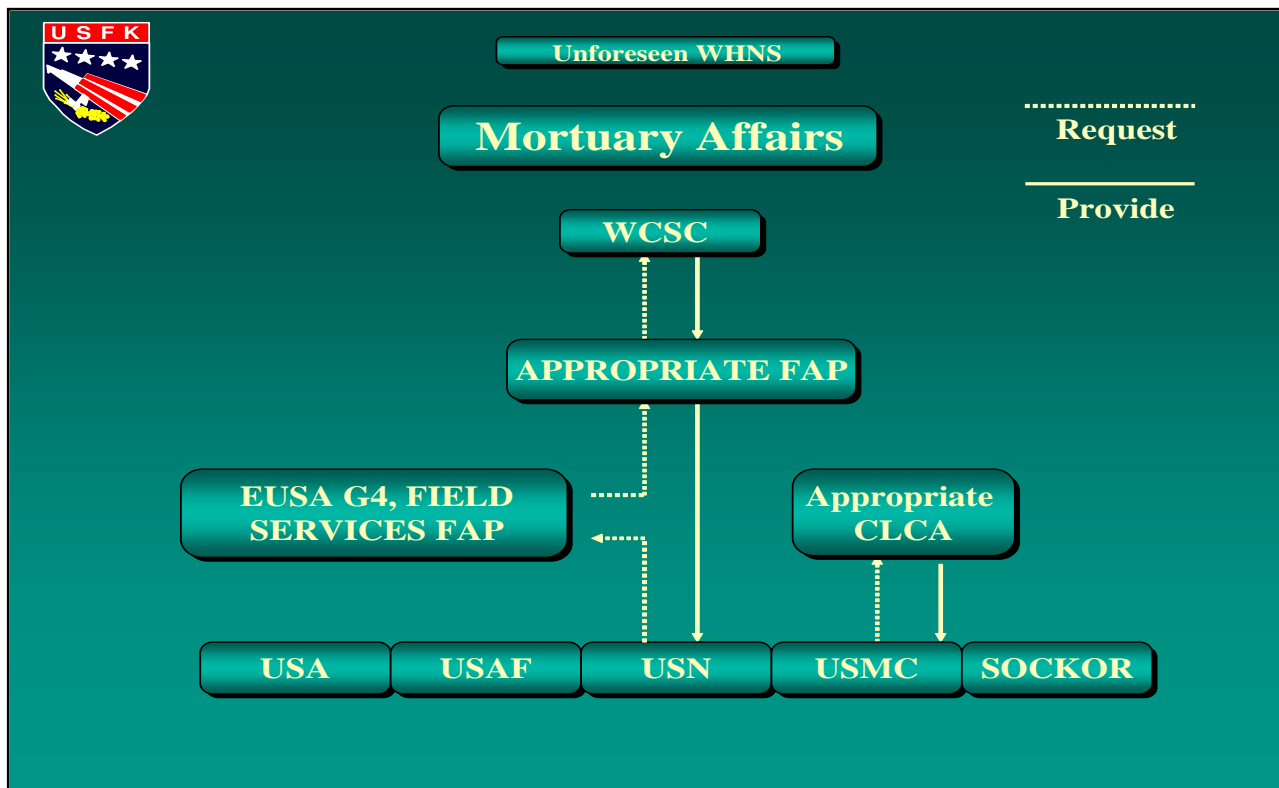 USFK
Unforeseen WHNS
Mortuary Affairs
Request
Provide
WCSC
APPROPRIATE FAP
EUSA G4, FIELD
SERVICES FAP
Appropriate
CLCA
USA
USAF
USN
USMC
SOCKOR